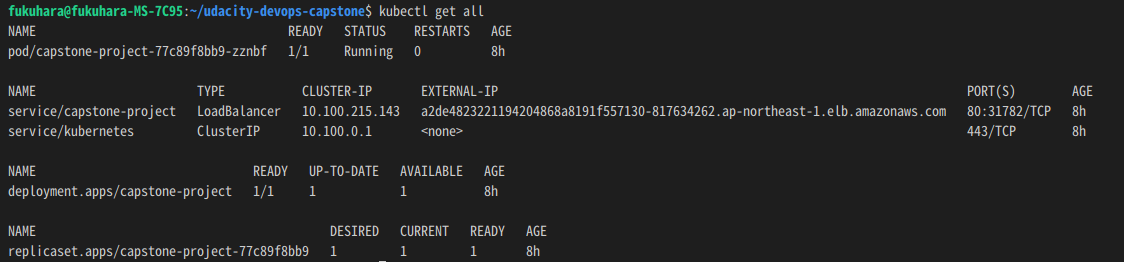 fukuhara@fukuhara-MS-7C95:~/udacity-devops-capstone$ kubectl get all
NAME READY STATUS RESTARTS AGE
pod/capstone-project-77c89f8bb9-zznbf 1/1 Running 0 8h
NAME TYPE CLUSTER-IP EXTERNAL-IP PORT(S) AGE
service/capstone-project LoadBalancer 10.100.215.143 a2de4823221194204868a8191f557130-817634262.ap-northeast-1.elb.amazonaws.com 80:31782/TCP 8h
service/kubernetes ClusterIP 10.100.0.1 <none> 443/TCP 8h
NAME READY UP-TO-DATE AVAILABLE AGE
deployment.apps/capstone-project 1/1 1 1 8h
NAME DESIRED CURRENT READY AGE
replicaset.apps/capstone-project-77c89f8bb9 1 1 1 8h